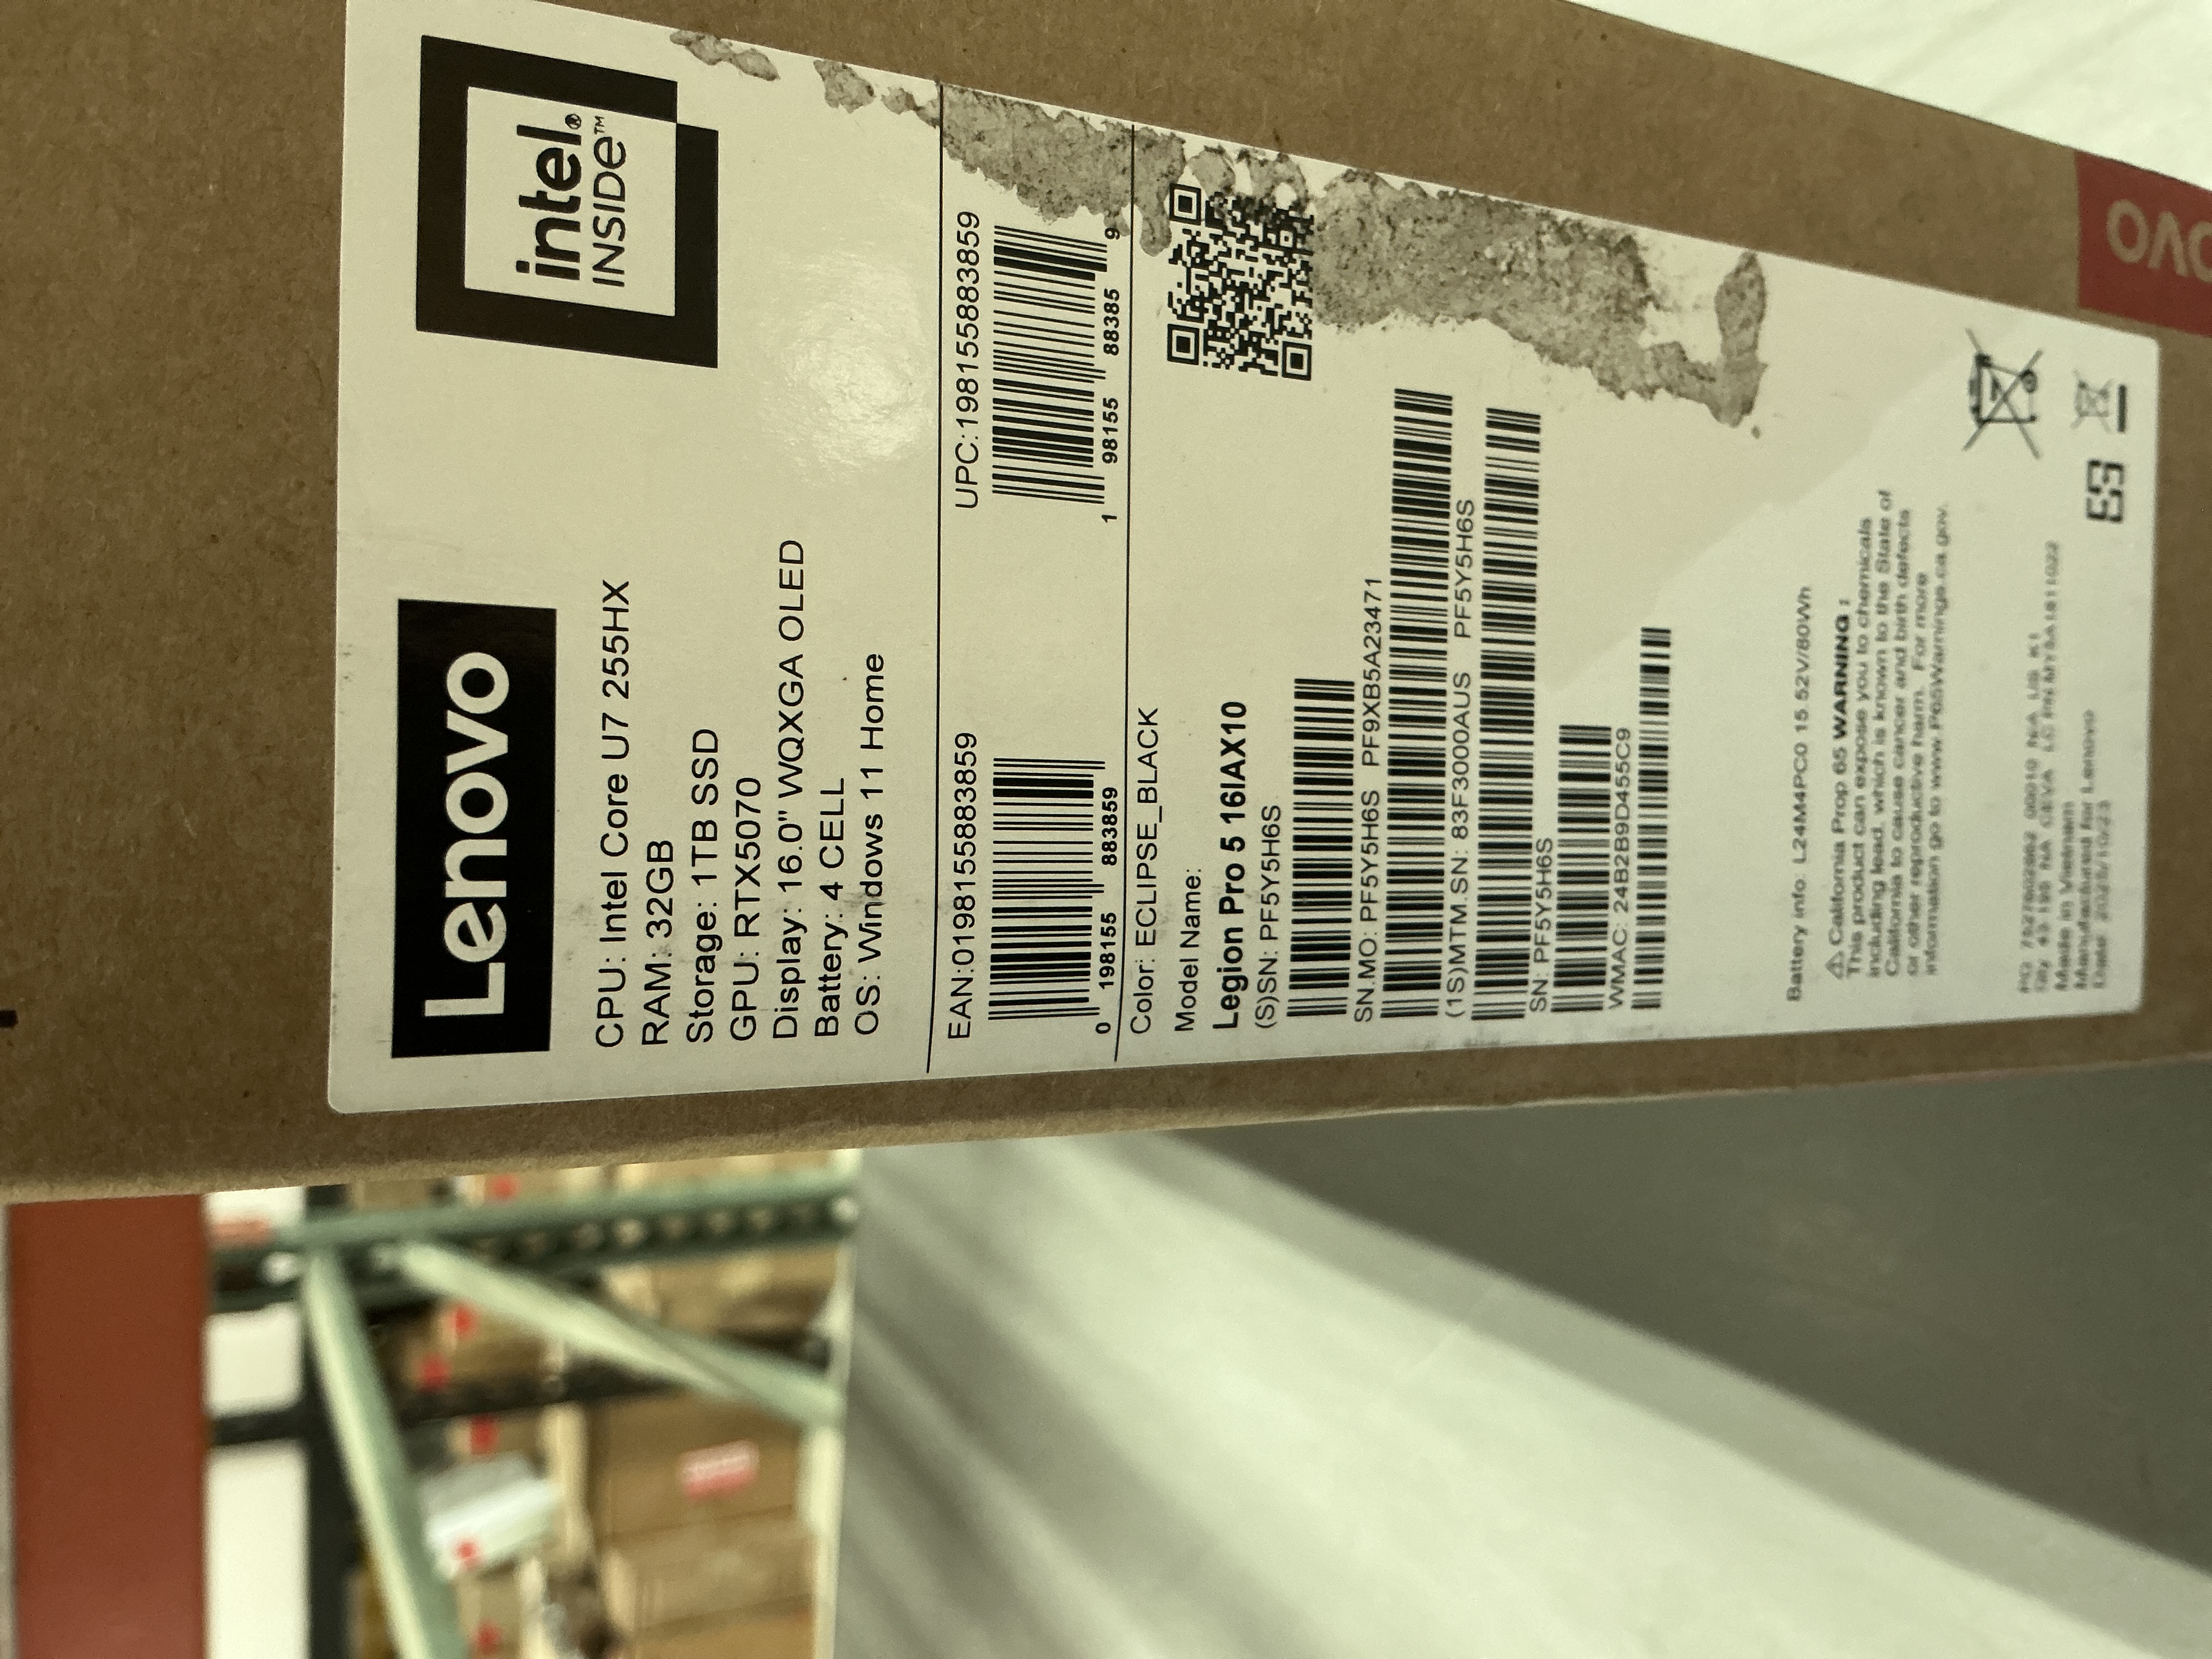 Lenovo
intel®
INSIDE™
CPU: Intel Core U7 255HX
RAM: 32GB
Storage: 1TB SSD
GPU: RTX5070
Display: 16.0" WQXGA OLED
Battery: 4 CELL
OS: Windows 11 Home
EAN:0198155883859
0 198155 883859
UPC:198155883859
1 98155 88385 9
Color: ECLIPSE_BLACK
Model Name:
Legion Pro 5 16IAX10
(S)SN: PF5Y5H6S
SN.MO: PF5Y5H6S PF9XB5A23471
(1S)MTM.SN: 83F3000AUS PF5Y5H6S
SN: PF5Y5H6S
WMAC: 24B2B9D455C9
Battery info. L24M4PC0 15.52V/80Wh
⚠ California Prop 65 WARNING :
This product can expose you to chemicals
including lead, which is known to the State of
California to cause cancer and birth defects
or other reproductive harm. For more
information go to www.P65Warnings.ca.gov.
Made in Vietnam
Manufactured for Lenovo
OVO